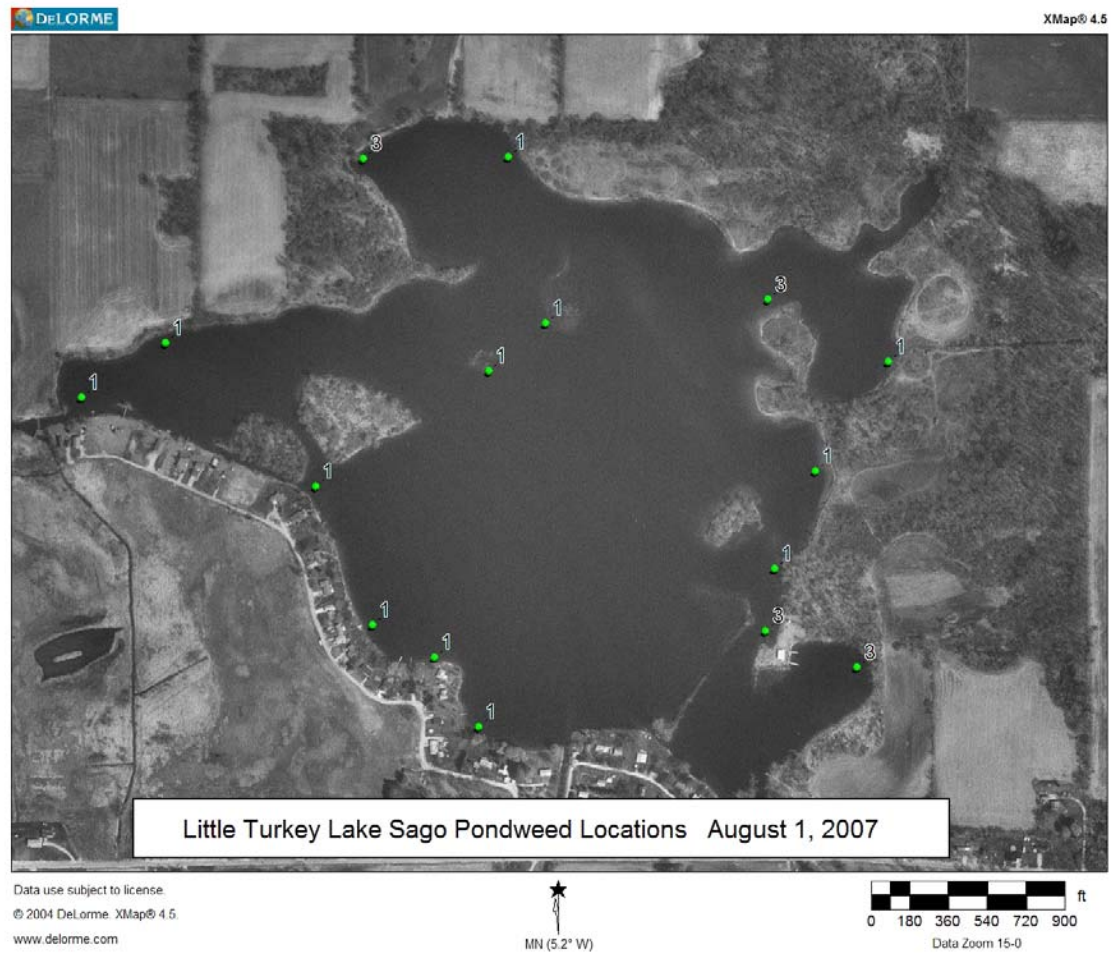 DELORME
XMap® 4.5
3
1
3
1
1
1
1
1
1
1
1
1
3
1
3
1
Little Turkey Lake Sago Pondweed Locations August 1, 2007
Data use subject to license.
© 2004 DeLorme. XMap® 4.5.
www.delorme.com
MN (5.2° W)
ft
0 180 360 540 720 900
Data Zoom 15-0